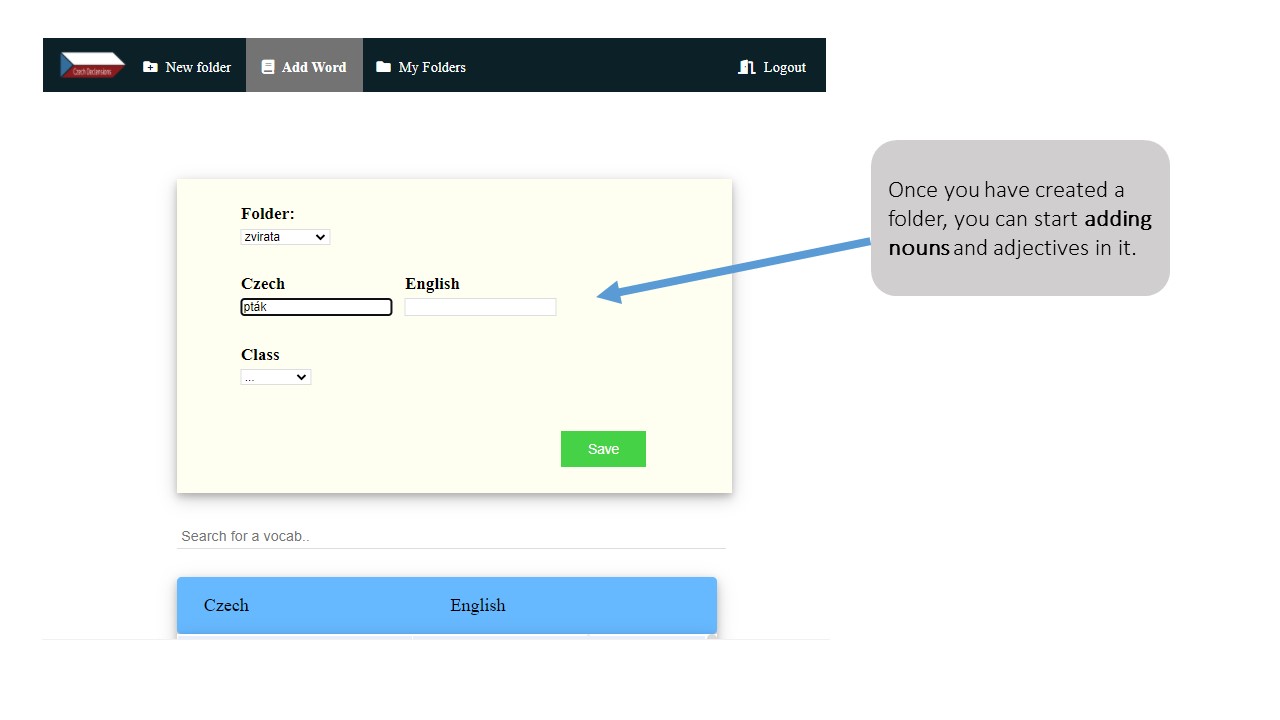 Czech Declensions
New folder
Add Word
My Folders
Logout
Folder:
zvirata
Czech English
pták
Class
...
Save
Search for a vocab..
Czech English
Once you have created a
folder, you can start adding
nouns and adjectives in it.